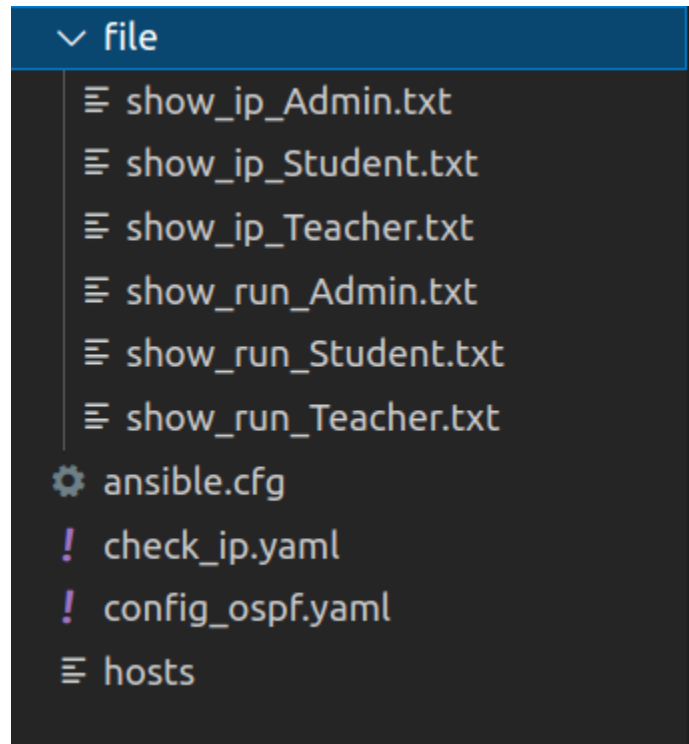 file
show_ip_Admin.txt
show_ip_Student.txt
show_ip_Teacher.txt
show_run_Admin.txt
show_run_Student.txt
show_run_Teacher.txt
ansible.cfg
! check_ip.yaml
! config_ospf.yaml
hosts